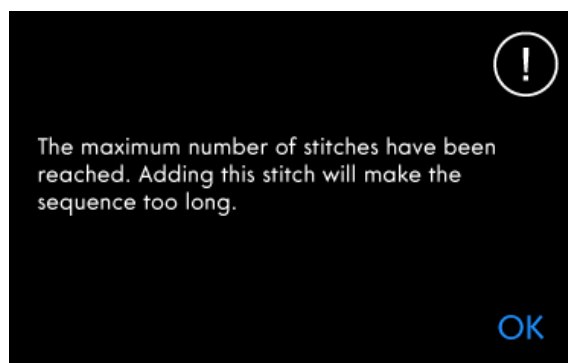 !
The maximum number of stitches have been
reached. Adding this stitch will make the
sequence too long.
OK